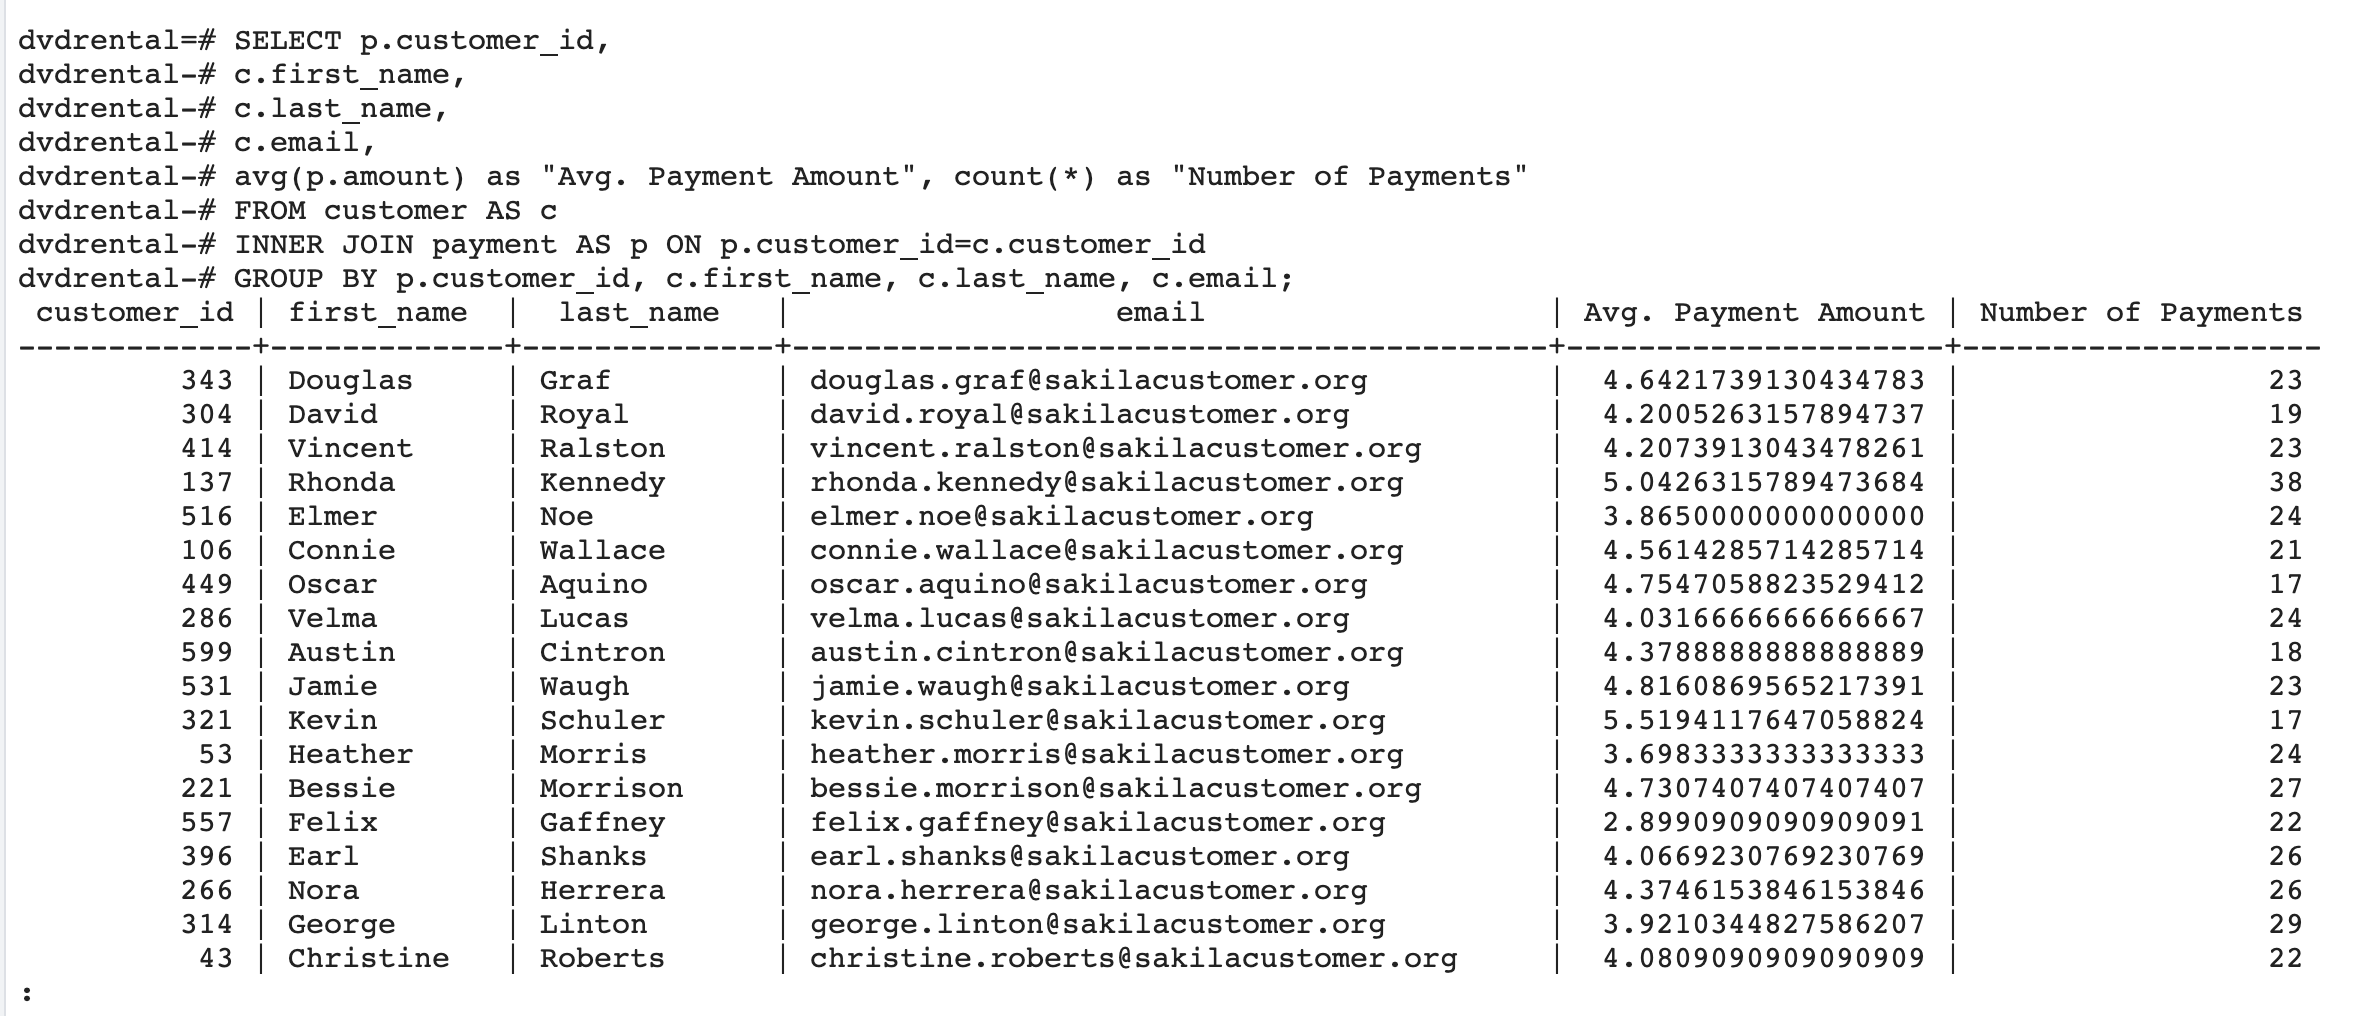 dvdrental=# SELECT p.customer_id,
dvdrental-# c.first_name,
dvdrental-# c.last_name,
dvdrental-# c.email,
dvdrental-# avg(p.amount) as "Avg. Payment Amount", count(*) as "Number of Payments"
dvdrental-# FROM customer AS c
dvdrental-# INNER JOIN payment AS p ON p.customer_id=c.customer_id
dvdrental-# GROUP BY p.customer_id, c.first_name, c.last_name, c.email;
 customer_id | first_name  |  last_name   |                  email                   | Avg. Payment Amount | Number of Payments
-------------+-------------+--------------+------------------------------------------+---------------------+--------------------
         343 | Douglas     | Graf         | douglas.graf@sakilacustomer.org          |  4.6421739130434783 |                 23
         304 | David       | Royal        | david.royal@sakilacustomer.org           |  4.2005263157894737 |                 19
         414 | Vincent     | Ralston      | vincent.ralston@sakilacustomer.org       |  4.2073913043478261 |                 23
         137 | Rhonda      | Kennedy      | rhonda.kennedy@sakilacustomer.org        |  5.0426315789473684 |                 38
         516 | Elmer       | Noe          | elmer.noe@sakilacustomer.org             |  3.8650000000000000 |                 24
         106 | Connie      | Wallace      | connie.wallace@sakilacustomer.org        |  4.5614285714285714 |                 21
         449 | Oscar       | Aquino       | oscar.aquino@sakilacustomer.org          |  4.7547058823529412 |                 17
         286 | Velma       | Lucas        | velma.lucas@sakilacustomer.org           |  4.0316666666666667 |                 24
         599 | Austin      | Cintron      | austin.cintron@sakilacustomer.org        |  4.3788888888888889 |                 18
         531 | Jamie       | Waugh        | jamie.waugh@sakilacustomer.org           |  4.8160869565217391 |                 23
         321 | Kevin       | Schuler      | kevin.schuler@sakilacustomer.org         |  5.5194117647058824 |                 17
          53 | Heather     | Morris       | heather.morris@sakilacustomer.org        |  3.6983333333333333 |                 24
         221 | Bessie      | Morrison     | bessie.morrison@sakilacustomer.org       |  4.7307407407407407 |                 27
         557 | Felix       | Gaffney      | felix.gaffney@sakilacustomer.org         |  2.8990909090909091 |                 22
         396 | Earl        | Shanks       | earl.shanks@sakilacustomer.org           |  4.0669230769230769 |                 26
         266 | Nora        | Herrera      | nora.herrera@sakilacustomer.org          |  4.3746153846153846 |                 26
         314 | George      | Linton       | george.linton@sakilacustomer.org         |  3.9210344827586207 |                 29
          43 | Christine   | Roberts      | christine.roberts@sakilacustomer.org     |  4.0809090909090909 |                 22
: